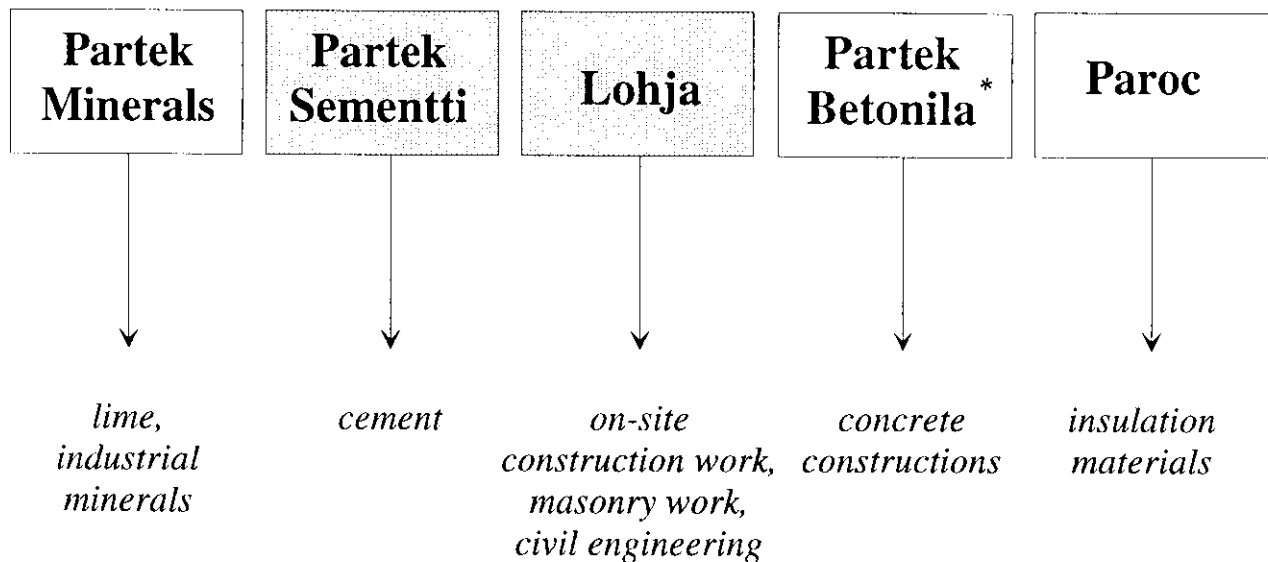 Partek
Minerals
Partek
Sementti
Lohja
Partek
Betonila*
Paroc
lime,
industrial
minerals
cement
on-site
construction work,
masonry work,
civil engineering
concrete
constructions
insulation
materials